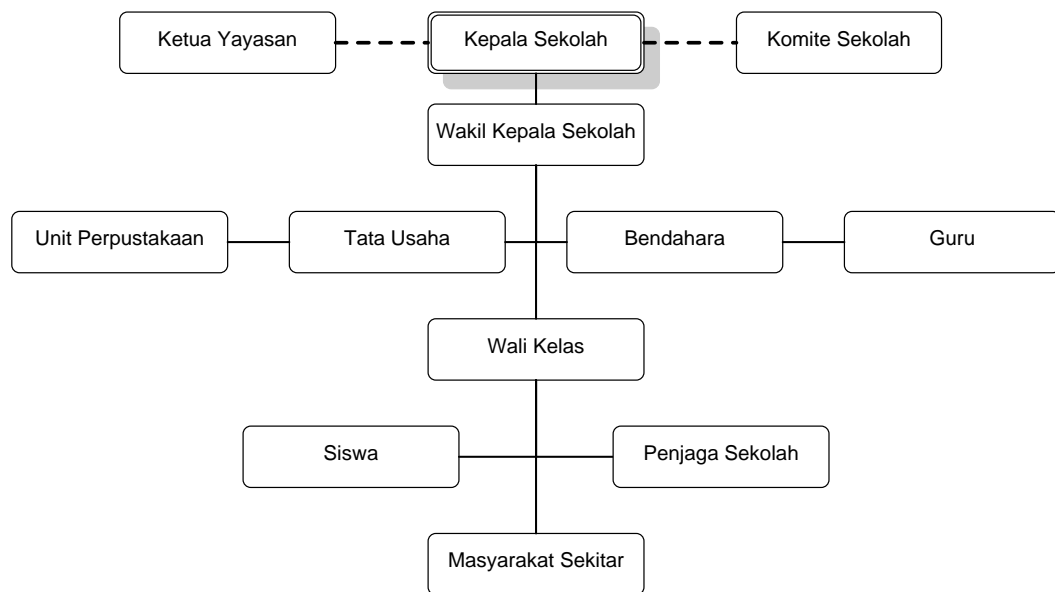 Ketua Yayasan
Kepala Sekolah
Komite Sekolah
Wakil Kepala Sekolah
Unit Perpustakaan
Tata Usaha
Bendahara
Guru
Wali Kelas
Siswa
Penjaga Sekolah
Masyarakat Sekitar